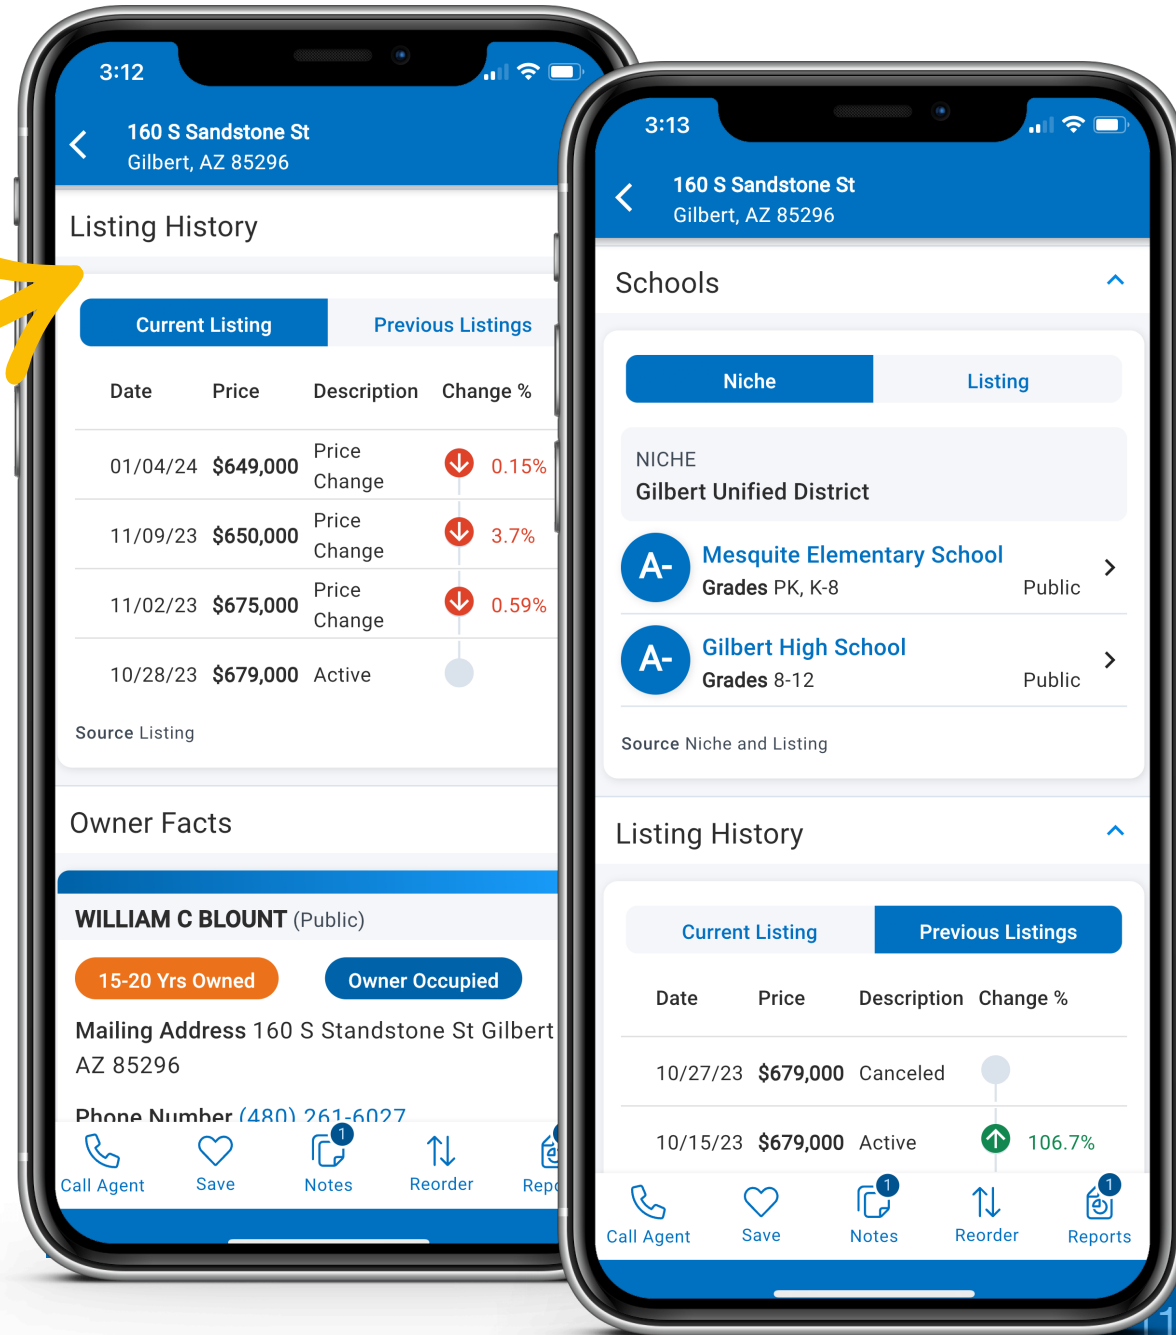 3:12
160 S Sandstone St
Gilbert, AZ 85296
Listing History
Current Listing Previous Listings
Date Price Description Change %
01/04/24 $649,000 Price Change 0.15%
11/09/23 $650,000 Price Change 3.7%
11/02/23 $675,000 Price Change 0.59%
10/28/23 $679,000 Active
Source Listing
Owner Facts
WILLIAM C BLOUNT (Public)
15-20 Yrs Owned Owner Occupied
Mailing Address 160 S Standstone St Gilbert
AZ 85296
Phone Number (480) 261-6027
1
Call Agent Save Notes Reorder Repo
3:13
160 S Sandstone St
Gilbert, AZ 85296
Schools
Niche Listing
NICHE
Gilbert Unified District
A- Mesquite Elementary School
Grades PK, K-8 Public
A- Gilbert High School
Grades 8-12 Public
Source Niche and Listing
Listing History
Current Listing Previous Listings
Date Price Description Change %
10/27/23 $679,000 Canceled
10/15/23 $679,000 Active 106.7%
1 1
Call Agent Save Notes Reorder Reports